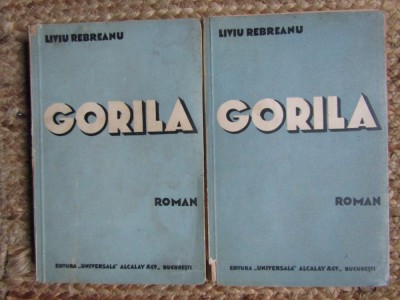 LIVIU REBREANU
GORILA
ROMAN
EDITURA „UNIVERSALA" ALCALAY & Co., BUCUREȘTI
LIVIU REBREANU
GORILA
ROMAN
EDITURA „UNIVERSALA" ALCALAY & Co., BUCUREȘTI